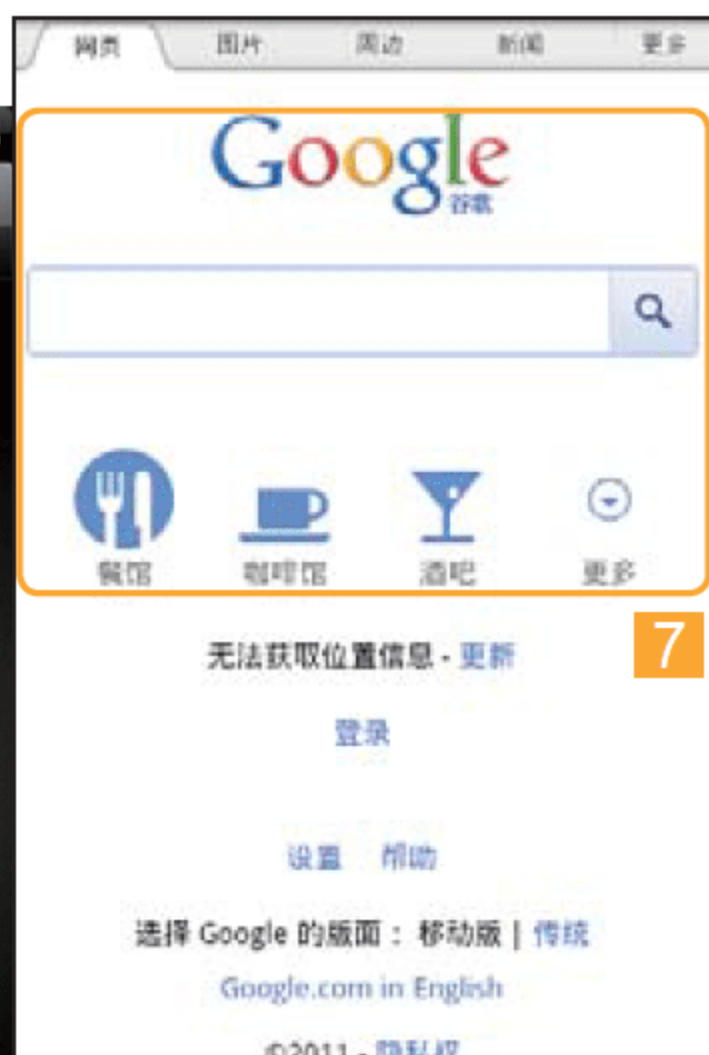 网页 图片 周边 新闻 更多
Google
谷歌
餐馆 咖啡馆 酒吧 更多
7
无法获取位置信息 - 更新
登录
设置 帮助
选择 Google 的版面： 移动版 | 传统
Google.com in English
©2011 - 隐私权